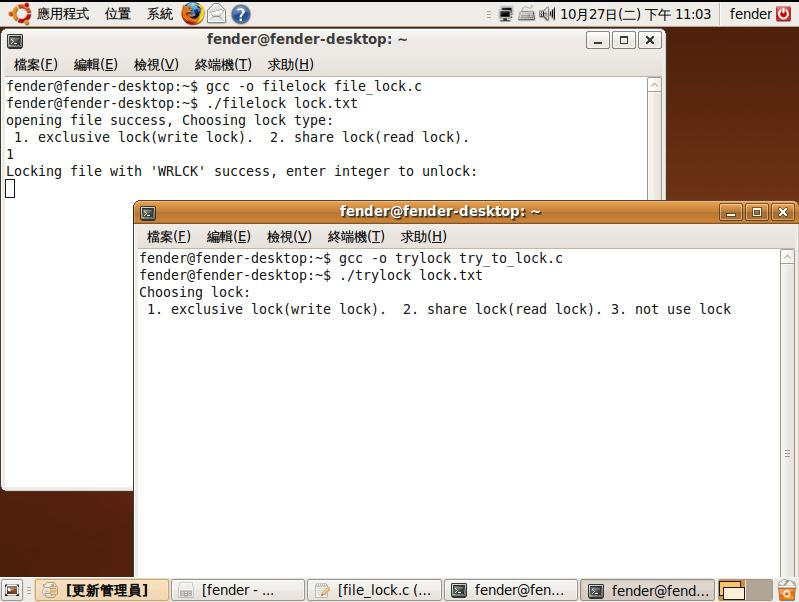 應用程式 位置 系統 10月27日(二) 下午 11:03 fender
fender@fender-desktop: ~
檔案(F) 編輯(E) 檢視(V) 終端機(T) 求助(H)
fender@fender-desktop:~$ gcc -o filelock file_lock.c
fender@fender-desktop:~$ ./filelock lock.txt
opening file success, Choosing lock type:
1. exclusive lock(write lock).  2. share lock(read lock).
1
Locking file with 'WRLCK' success, enter integer to unlock:
fender@fender-desktop: ~
檔案(F) 編輯(E) 檢視(V) 終端機(T) 求助(H)
fender@fender-desktop:~$ gcc -o trylock try_to_lock.c
fender@fender-desktop:~$ ./trylock lock.txt
Choosing lock:
1. exclusive lock(write lock).  2. share lock(read lock). 3. not use lock
[更新管理員] [fender - ... [file_lock.c (... fender@fen... fender@fend...